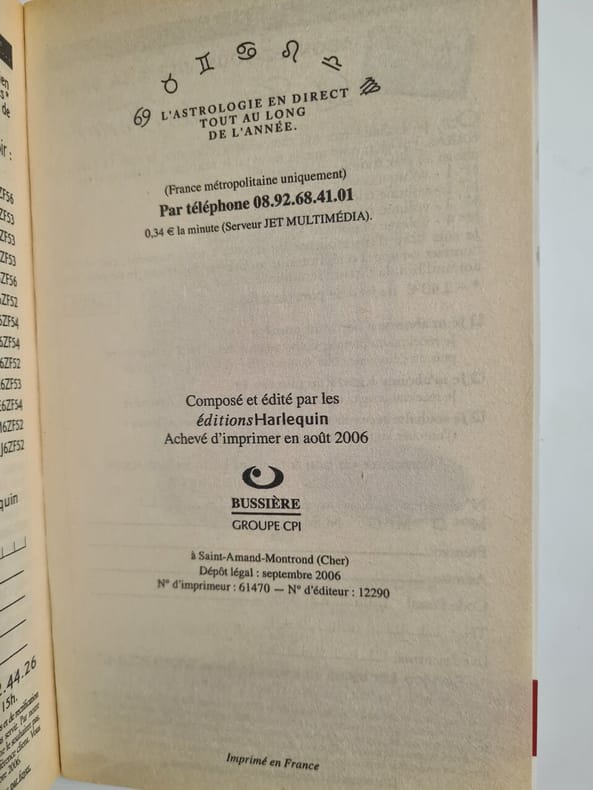 ♉ ♊ ♋ ♌ ♎
L'ASTROLOGIE EN DIRECT
TOUT AU LONG
DE L'ANNÉE.
(France métropolitaine uniquement)
Par téléphone 08.92.68.41.01
0,34 € la minute (Serveur JET MULTIMÉDIA).
Composé et édité par les
éditionsHarlequin
Achevé d'imprimer en août 2006
BUSSIÈRE
GROUPE CPI
à Saint-Amand-Montrond (Cher)
Dépôt légal : septembre 2006
N° d'imprimeur : 61470 — N° d'éditeur : 12290
Imprimé en France